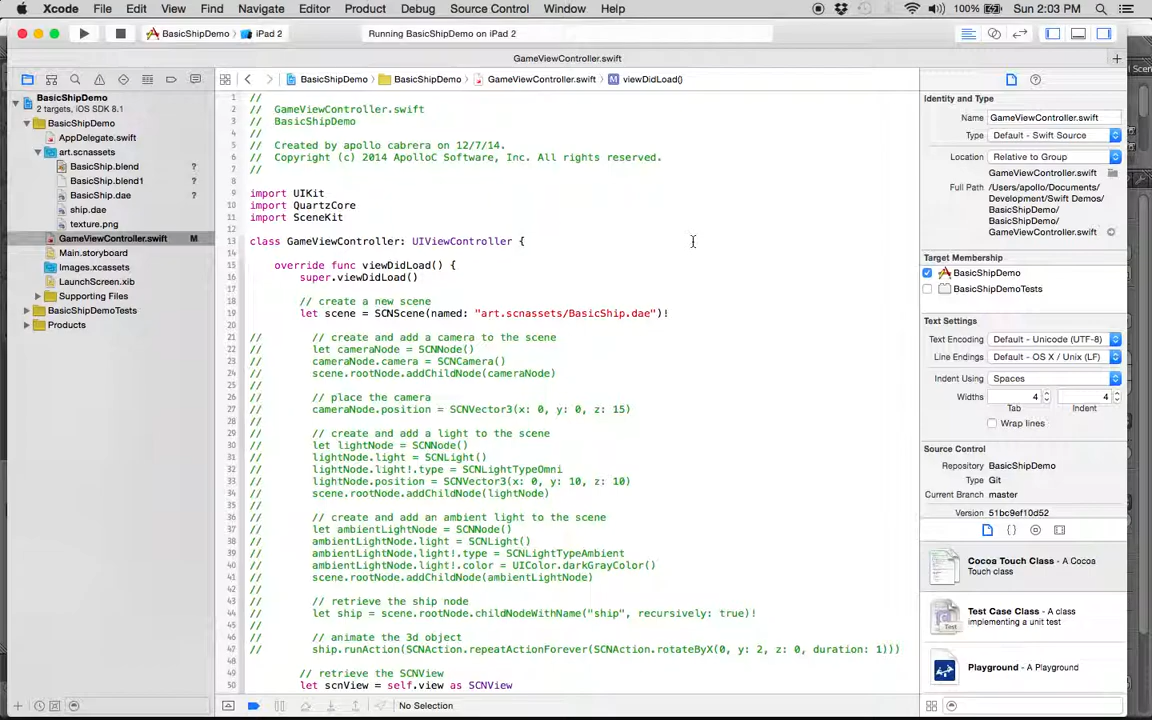 Xcode File Edit View Find Navigate Editor Product Debug Source Control Window Help 100% Sun 2:03 PM
BasicShipDemo iPad 2 Running BasicShipDemo on iPad 2
GameViewController.swift
BasicShipDemo BasicShipDemo GameViewController.swift M viewDidLoad()
BasicShipDemo
2 targets, iOS SDK 8.1
BasicShipDemo
AppDelegate.swift
art.scnassets
BasicShip.blend ?
BasicShip.blend1 ?
BasicShip.dae ?
ship.dae
texture.png
GameViewController.swift M
Main.storyboard
Images.xcassets
LaunchScreen.xib
Supporting Files
BasicShipDemoTests
Products
1 //
2 // GameViewController.swift
3 // BasicShipDemo
4 //
5 // Created by apollo cabrera on 12/7/14.
6 // Copyright (c) 2014 ApolloC Software, Inc. All rights reserved.
7 //
8
9 import UIKit
10 import QuartzCore
11 import SceneKit
12
13 class GameViewController: UIViewController {
14
15 override func viewDidLoad() {
16 super.viewDidLoad()
17
18 // create a new scene
19 let scene = SCNScene(named: "art.scnassets/BasicShip.dae")!
20
21 // // create and add a camera to the scene
22 // let cameraNode = SCNNode()
23 // cameraNode.camera = SCNCamera()
24 // scene.rootNode.addChildNode(cameraNode)
25 //
26 // // place the camera
27 // cameraNode.position = SCNVector3(x: 0, y: 0, z: 15)
28 //
29 // // create and add a light to the scene
30 // let lightNode = SCNNode()
31 // lightNode.light = SCNLight()
32 // lightNode.light!.type = SCNLightTypeOmni
33 // lightNode.position = SCNVector3(x: 0, y: 10, z: 10)
34 // scene.rootNode.addChildNode(lightNode)
35 //
36 // // create and add an ambient light to the scene
37 // let ambientLightNode = SCNNode()
38 // ambientLightNode.light = SCNLight()
39 // ambientLightNode.light!.type = SCNLightTypeAmbient
40 // ambientLightNode.light!.color = UIColor.darkGrayColor()
41 // scene.rootNode.addChildNode(ambientLightNode)
42 //
43 // // retrieve the ship node
44 // let ship = scene.rootNode.childNodeWithName("ship", recursively: true)!
45 //
46 // // animate the 3d object
47 // ship.runAction(SCNAction.repeatActionForever(SCNAction.rotateByX(0, y: 2, z: 0, duration: 1)))
48
49 // retrieve the SCNView
50 let scnView = self.view as SCNView
No Selection
Identity and Type
Name GameViewController.swift
Type Default - Swift Source
Location Relative to Group
GameViewController.swift
Full Path /Users/apollo/Documents/
Development/Swift Demos/
BasicShipDemo/
BasicShipDemo/
GameViewController.swift
Target Membership
BasicShipDemo
BasicShipDemoTests
Text Settings
Text Encoding Default - Unicode (UTF-8)
Line Endings Default - OS X / Unix (LF)
Indent Using Spaces
Widths 4 4
Tab Indent
Wrap lines
Source Control
Repository BasicShipDemo
Type Git
Current Branch master
Version 51bc9ef10d52
{ }
Cocoa Touch Class - A Cocoa
Touch class
Test Case Class - A class
implementing a unit test
Test
Playground - A Playground